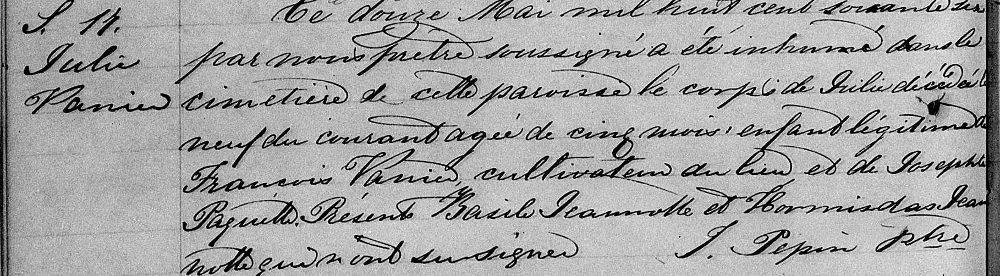 S. 17.
Julie
Vanier
Ce douze Mai mil huit cent soixante six
par nous prêtre soussigné a été inhumé dans le
cimetière de cette paroisse le corps de Julie décédée le
neuf du courant agée de cinq mois enfant légitime de
François Vanier, cultivateur du lieu et de Josephte
Paquette. Présents Basile Jeannotte et Hormisdas Jean
notte qui n'ont su signer
J. Pepin ptre